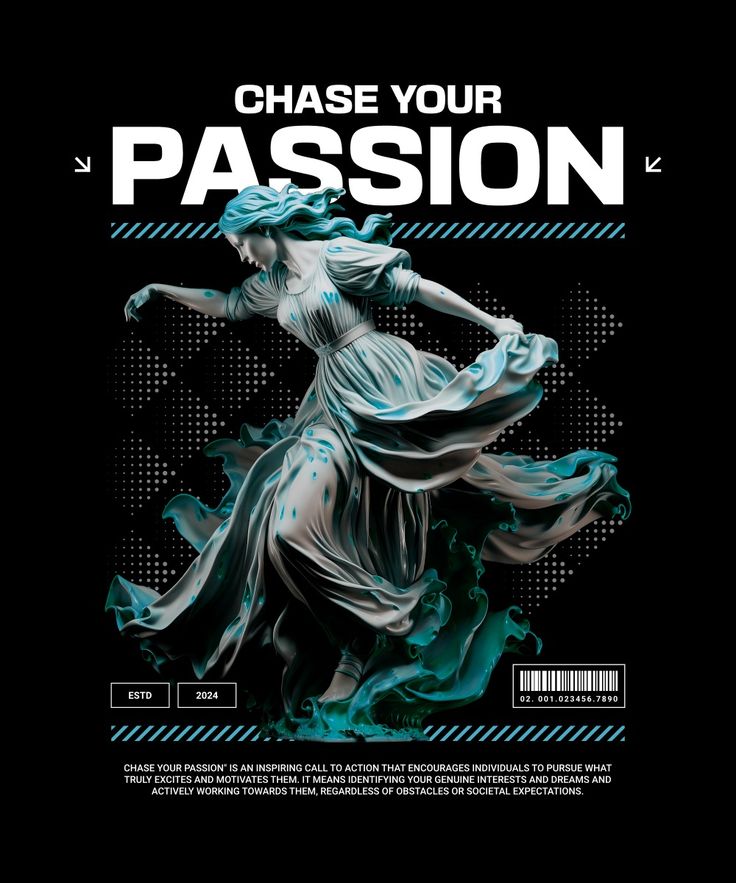 CHASE YOUR
PASSION
ESTD
2024
02. 001.023456.7890
CHASE YOUR PASSION" IS AN INSPIRING CALL TO ACTION THAT ENCOURAGES INDIVIDUALS TO PURSUE WHAT
TRULY EXCITES AND MOTIVATES THEM. IT MEANS IDENTIFYING YOUR GENUINE INTERESTS AND DREAMS AND
ACTIVELY WORKING TOWARDS THEM, REGARDLESS OF OBSTACLES OR SOCIETAL EXPECTATIONS.